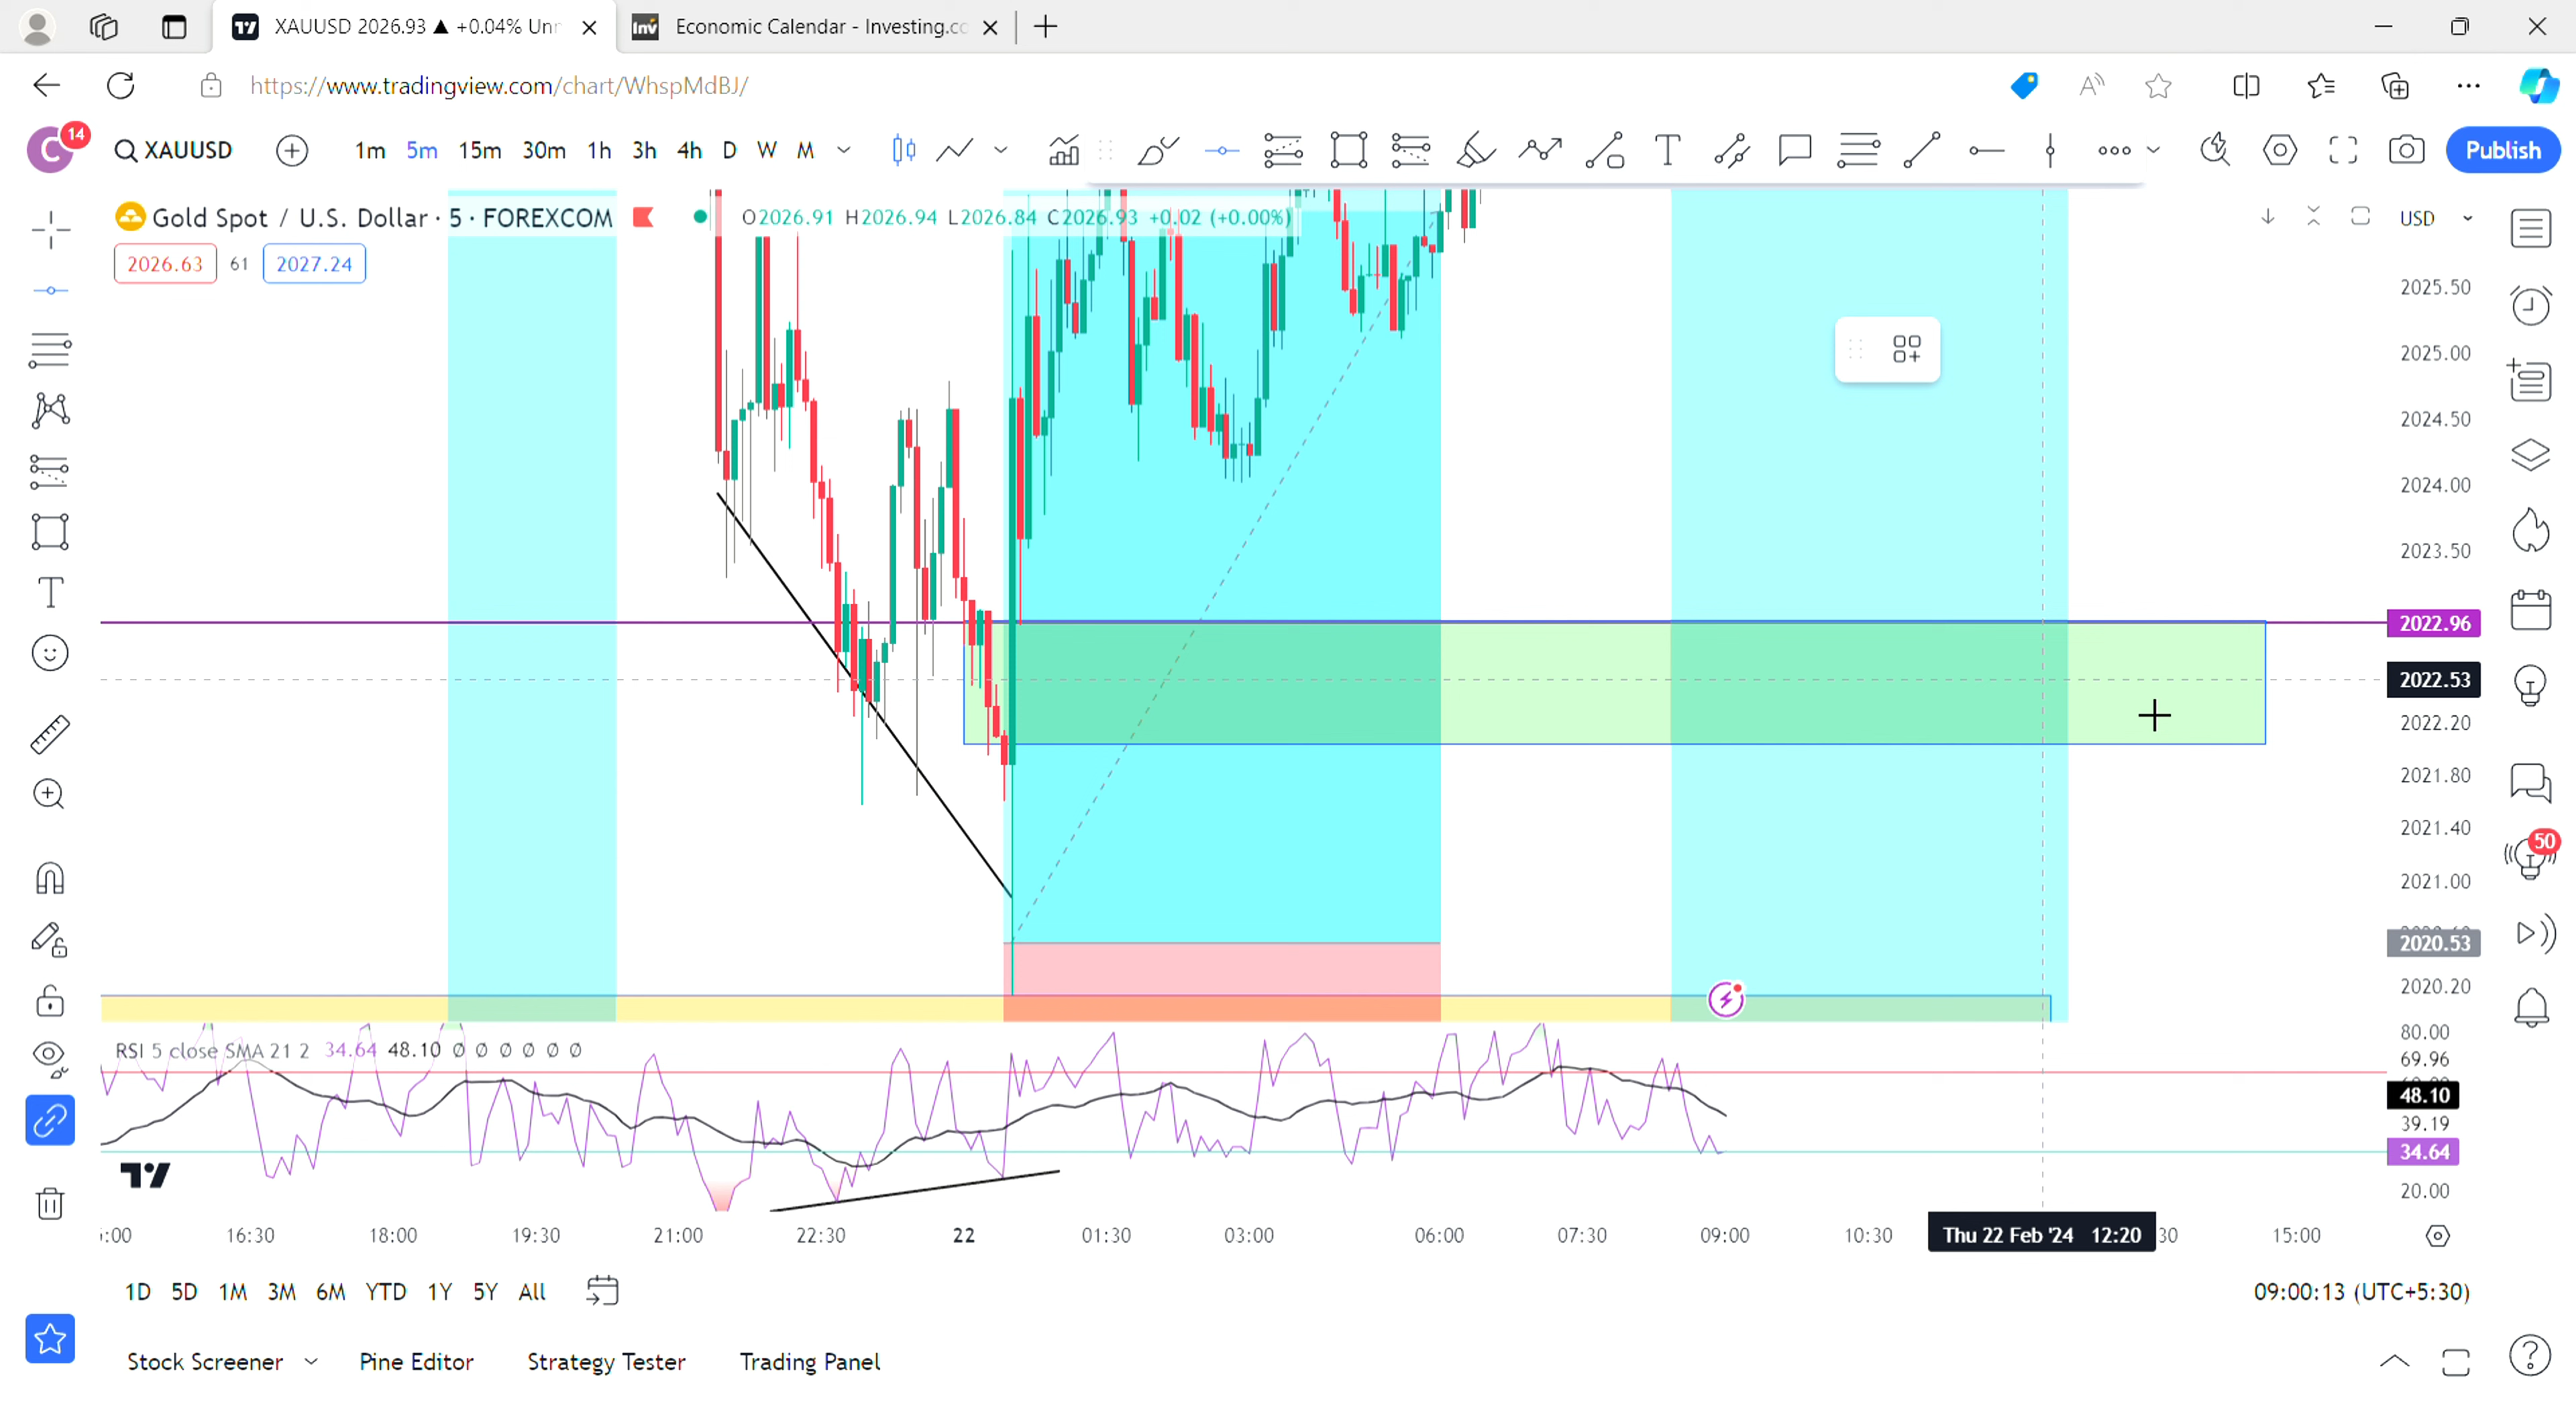 XAUUSD 2026.93 ▲ +0.04% Unr
Economic Calendar - Investing.co
https://www.tradingview.com/chart/WhspMdBJ/
C 14 XAUUSD 1m 5m 15m 30m 1h 3h 4h D W M Publish
Gold Spot / U.S. Dollar · 5 · FOREXCOM O2026.91 H2026.94 L2026.84 C2026.93 +0.02 (+0.00%) USD
2026.63 61 2027.24
2025.50
2025.00
2024.50
2024.00
2023.50
2022.96
2022.53
2022.20
2021.80
2021.40
50
2021.00
2020.53
2020.20
80.00
RSI 5 close SMA 21 2 34.64 48.10 Ø Ø Ø Ø Ø Ø
69.96
48.10
39.19
34.64
20.00
16:30 18:00 19:30 21:00 22:30 22 01:30 03:00 06:00 07:30 09:00 10:30 Thu 22 Feb '24 12:20 15:00
1D 5D 1M 3M 6M YTD 1Y 5Y All 09:00:13 (UTC+5:30)
Stock Screener Pine Editor Strategy Tester Trading Panel